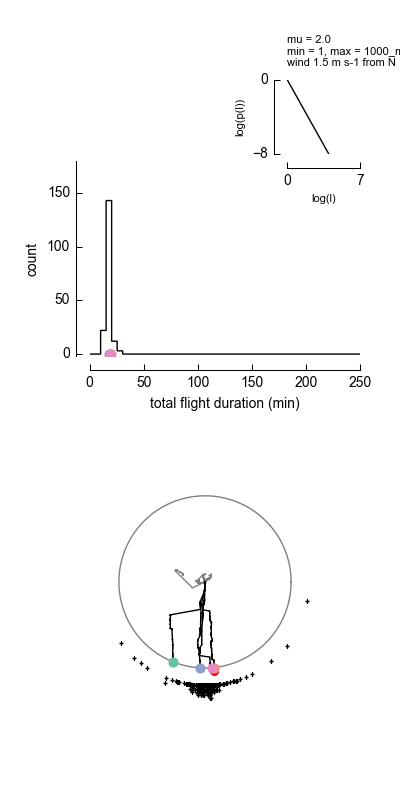 mu = 2.0
min = 1, max = 1000_m
wind 1.5 m s-1 from N
0
−8
log(p(l))
0 7
log(l)
150
100
50
0
count
0 50 100 150 200 250
total flight duration (min)